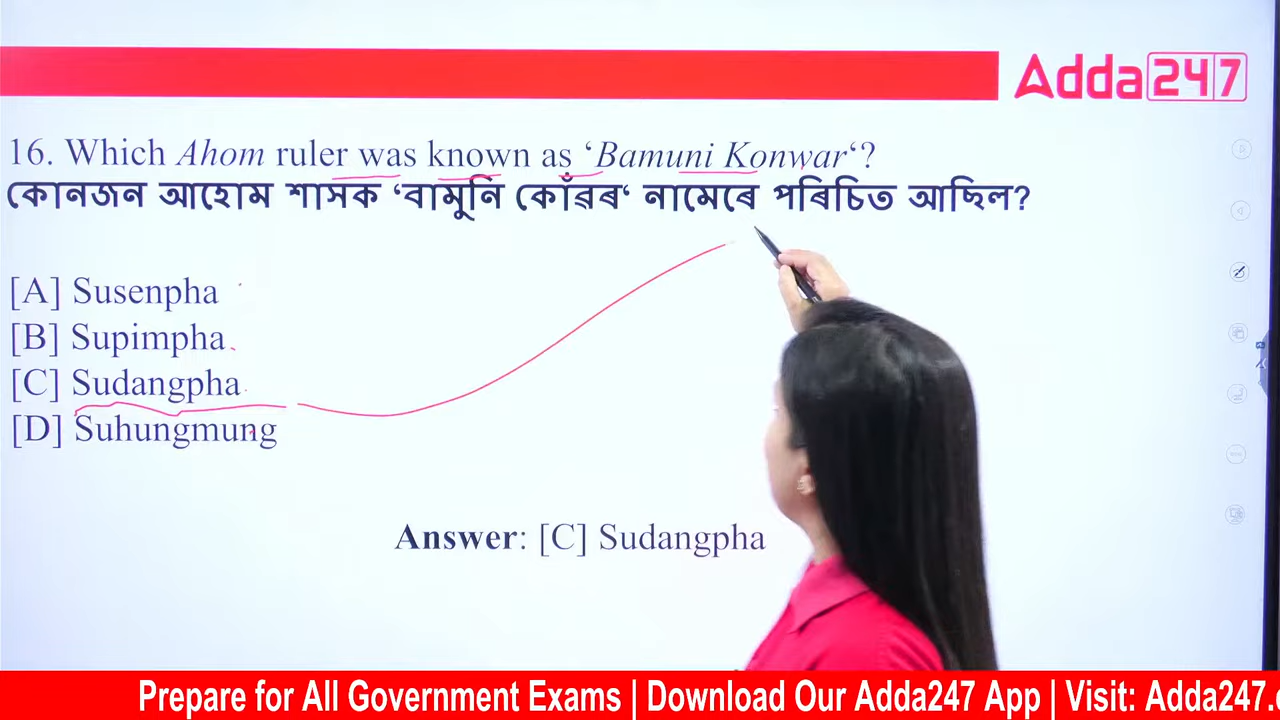 Adda247
16. Which Ahom ruler was known as ‘Bamuni Konwar‘?
কোনজন আহোম শাসক ‘বামুনি কোঁৱৰ‘ নামেৰে পৰিচিত আছিল?
[A] Susenpha
[B] Supimpha
[C] Sudangpha
[D] Suhungmung
Answer: [C] Sudangpha
Prepare for All Government Exams | Download Our Adda247 App | Visit: Adda247.